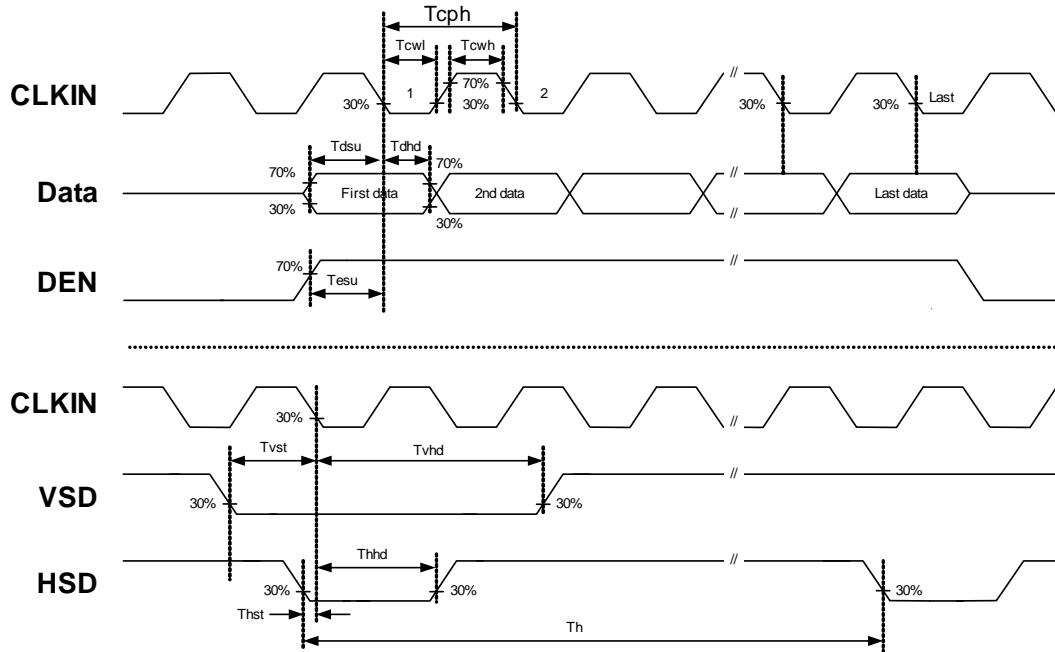 Tcph
Tcwl Tcwh
CLKIN 30% 1 70% 30% 2 // 30% 30% Last
Tdsu Tdhd
Data 70% 30% First data 70% 30% 2nd data // // Last data
DEN 70% Tesu //
CLKIN 30% //
Tvst Tvhd
VSD 30% 30% //
Thhd
HSD 30% 30% // 30%
Thst
Th